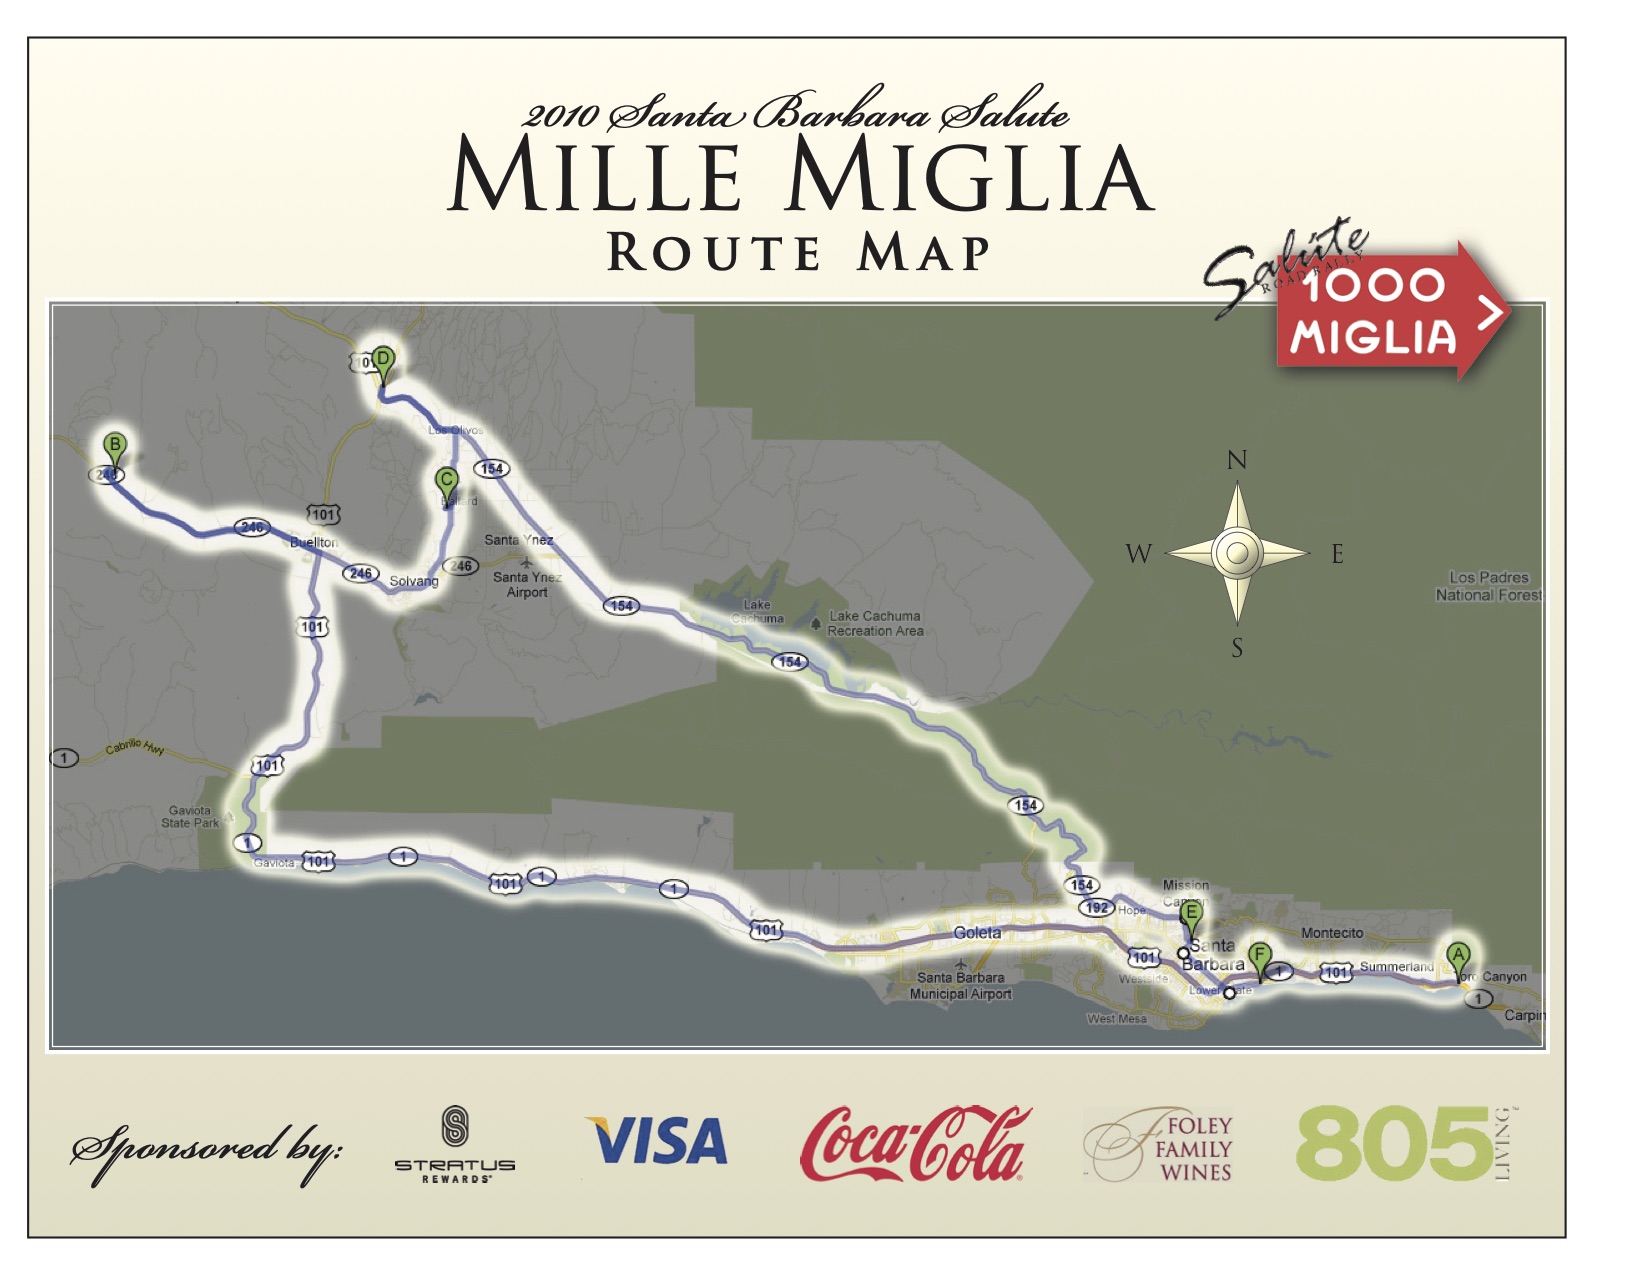 2010 Santa Barbara Salute
MILLE MIGLIA
ROUTE MAP
Salute
ROAD RALLY
1000
MIGLIA
D
101
Los Olivos
B
246
154
C
Ballard
N
W
E
S
101
246
Buellton
Santa Ynez
246
Solvang
246
Santa Ynez
Airport
Los Padres
National Forest
154
Lake
Cachuma
Lake Cachuma
Recreation Area
101
154
1
Cabrillo Hwy
101
Gaviota
State Park
154
1
Gaviota
101
1
101
1
1
154
Mission
Canyon
192
Hope
E
101
Goleta
Montecito
Santa
Barbara
F
A
101
1
101
Summerland
Toro Canyon
Westside
Santa Barbara
Municipal Airport
Lower State
1
West Mesa
Carpin
Sponsored by:
STRATUS
REWARDS
VISA
Coca-Cola
FOLEY
FAMILY
WINES
805
LIVING